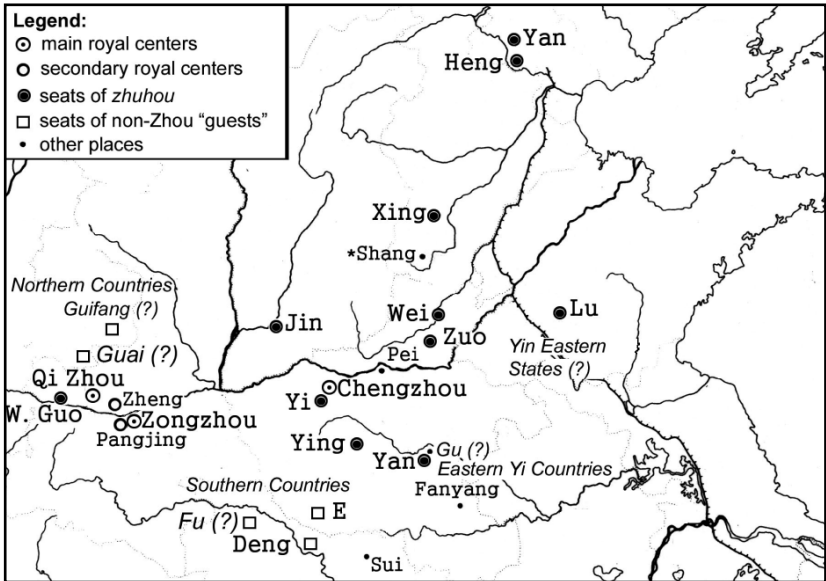 Legend:
main royal centers
secondary royal centers
seats of zhuhou
seats of non-Zhou “guests”
other places
Yan
Heng
Xing
*Shang
Northern Countries
Guifang (?)
Guai (?)
Jin
Wei
Lu
Zuo
Pei
Yin Eastern
States (?)
Qi Zhou
Zheng
Chengzhou
W. Guo
Yi
Zongzhou
Pangjing
Ying
Gu (?)
Yan
Eastern Yi Countries
Southern Countries
Fanyang
E
Fu (?)
Deng
Sui